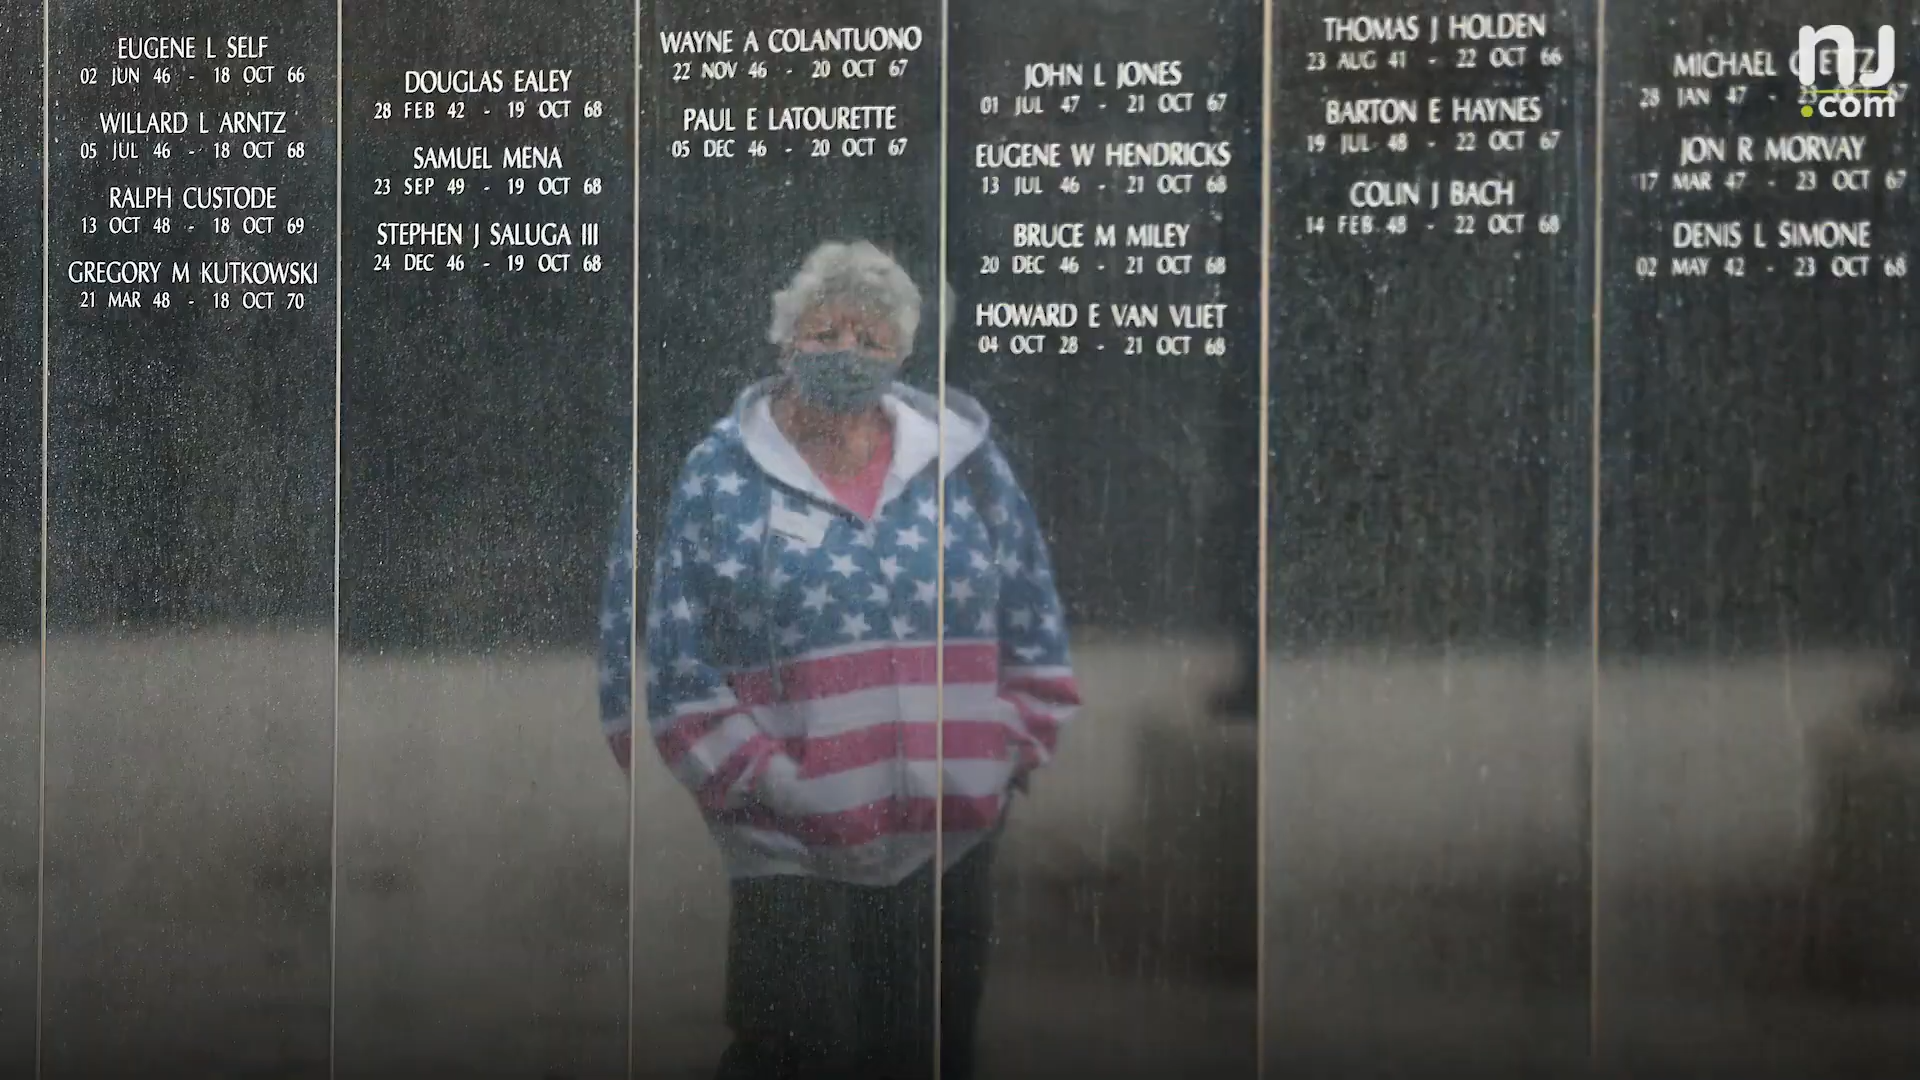 EUGENE L SELF
02 JUN 46 - 18 OCT 66
WILLARD L ARNTZ
05 JUL 46 - 18 OCT 68
RALPH CUSTODE
13 OCT 48 - 18 OCT 69
GREGORY M KUTKOWSKI
21 MAR 48 - 18 OCT 70
DOUGLAS EALEY
28 FEB 42 - 19 OCT 68
SAMUEL MENA
23 SEP 49 - 19 OCT 68
STEPHEN J SALUGA III
24 DEC 46 - 19 OCT 68
WAYNE A COLANTUONO
22 NOV 46 - 20 OCT 67
PAUL E LATOURETTE
05 DEC 46 - 20 OCT 67
JOHN L JONES
01 JUL 47 - 21 OCT 67
EUGENE W HENDRICKS
13 JUL 46 - 21 OCT 68
BRUCE M MILEY
20 DEC 46 - 21 OCT 68
HOWARD E VAN VLIET
04 OCT 28 - 21 OCT 68
THOMAS J HOLDEN
23 AUG 41 - 22 OCT 66
BARTON E HAYNES
19 JUL 48 - 22 OCT 67
COLIN J BACH
14 FEB 48 - 22 OCT 68
MICHAEL
28 JAN 47 -
JON R MORVAY
17 MAR 47 - 23 OCT 67
DENIS L SIMONE
02 MAY 42 - 23 OCT 68
nj
.com